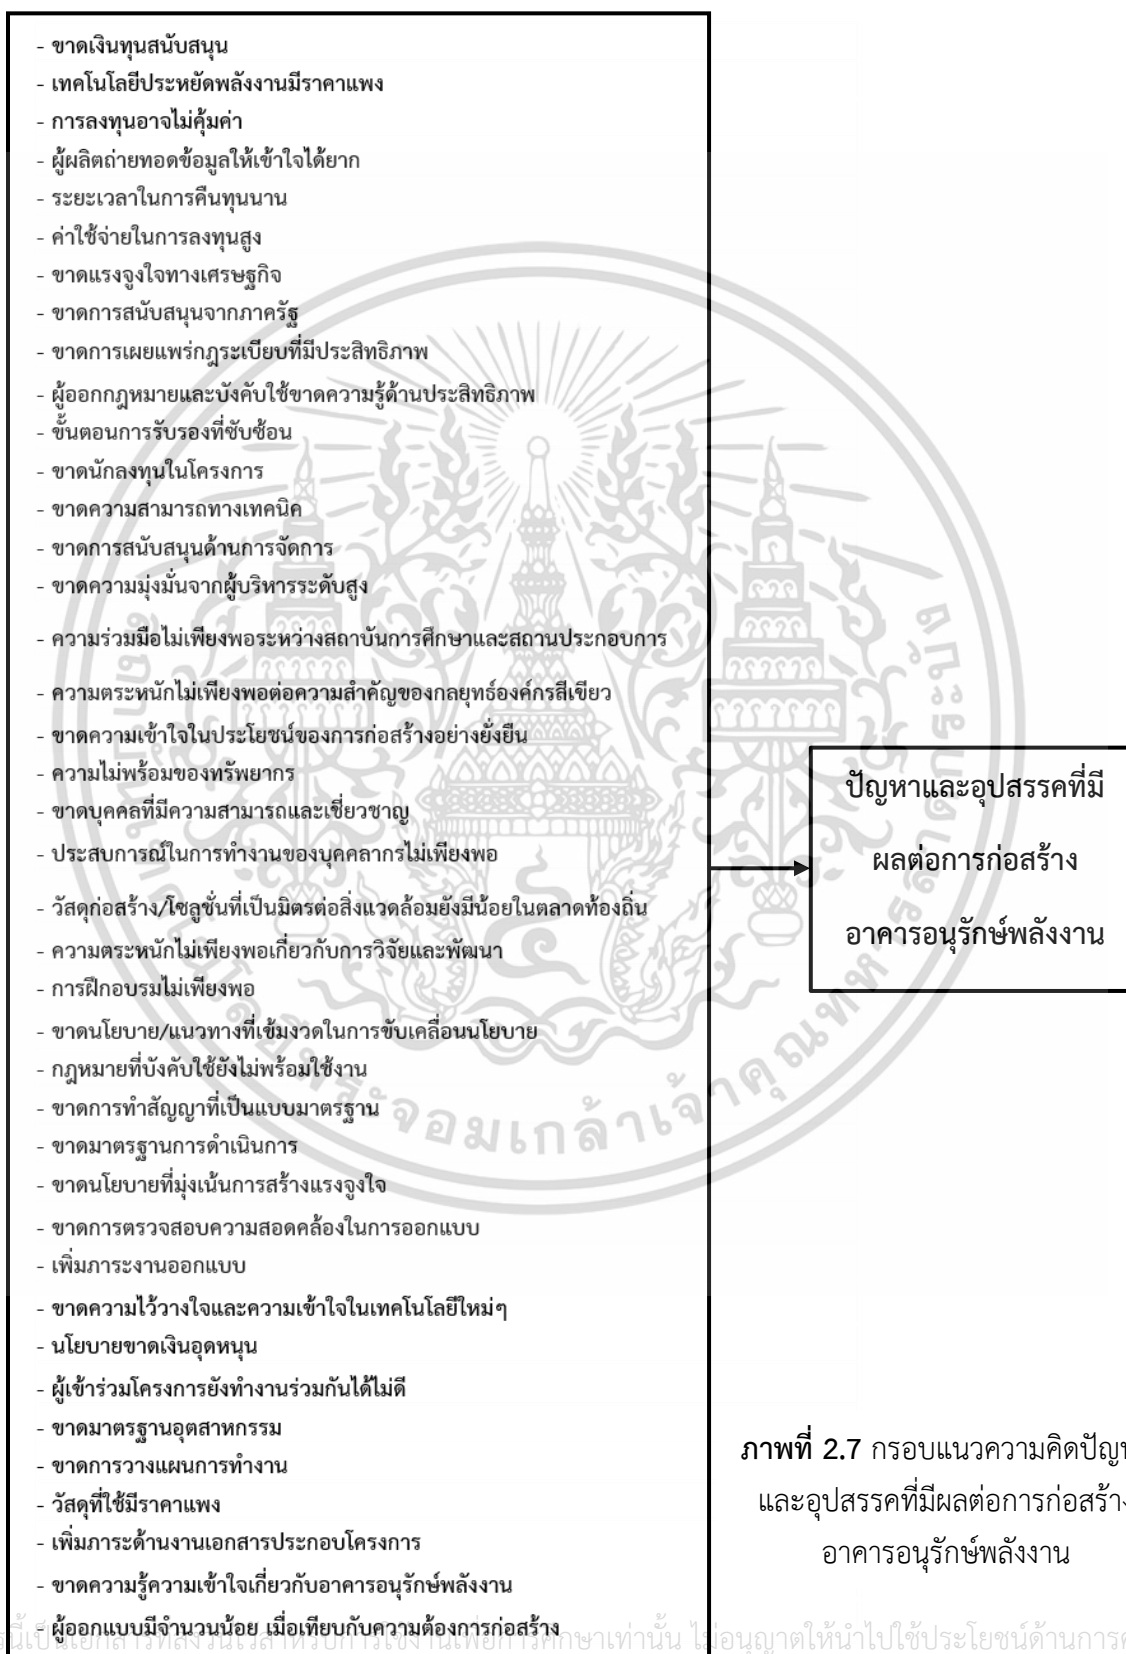 - ขาดเงินทุนสนับสนุน
- เทคโนโลยีประหยัดพลังงานมีราคาแพง
- การลงทุนอาจไม่คุ้มค่า
- ผู้ผลิตถ่ายทอดข้อมูลให้เข้าใจได้ยาก
- ระยะเวลาในการคืนทุนนาน
- ค่าใช้จ่ายในการลงทุนสูง
- ขาดแรงจูงใจทางเศรษฐกิจ
- ขาดการสนับสนุนจากภาครัฐ
- ขาดการเผยแพร่กฎระเบียบที่มีประสิทธิภาพ
- ผู้ออกกฎหมายและบังคับใช้ขาดความรู้ด้านประสิทธิภาพ
- ขั้นตอนการรับรองที่ซับซ้อน
- ขาดนักลงทุนในโครงการ
- ขาดความสามารถทางเทคนิค
- ขาดการสนับสนุนด้านการจัดการ
- ขาดความมุ่งมั่นจากผู้บริหารระดับสูง
- ความร่วมมือไม่เพียงพอระหว่างสถาบันการศึกษาและสถานประกอบการ
- ความตระหนักไม่เพียงพอต่อความสำคัญของกลยุทธ์องค์กรสีเขียว
- ขาดความเข้าใจในประโยชน์ของการก่อสร้างอย่างยั่งยืน
- ความไม่พร้อมของทรัพยากร
- ขาดบุคคลที่มีความสามารถและเชี่ยวชาญ
- ประสบการณ์ในการทำงานของบุคคลากรไม่เพียงพอ
- วัสดุก่อสร้าง/โซลูชั่นที่เป็นมิตรต่อสิ่งแวดล้อมยังมีน้อยในตลาดท้องถิ่น
- ความตระหนักไม่เพียงพอเกี่ยวกับการวิจัยและพัฒนา
- การฝึกอบรมไม่เพียงพอ
- ขาดนโยบาย/แนวทางที่เข้มงวดในการขับเคลื่อนนโยบาย
- กฎหมายที่บังคับใช้ยังไม่พร้อมใช้งาน
- ขาดการทำสัญญาที่เป็นแบบมาตรฐาน
- ขาดมาตรฐานการดำเนินการ
- ขาดนโยบายที่มุ่งเน้นการสร้างแรงจูงใจ
- ขาดการตรวจสอบความสอดคล้องในการออกแบบ
- เพิ่มภาระงานออกแบบ
- ขาดความไว้วางใจและความเข้าใจในเทคโนโลยีใหม่ๆ
- นโยบายขาดเงินอุดหนุน
- ผู้เข้าร่วมโครงการยังทำงานร่วมกันได้ไม่ดี
- ขาดมาตรฐานอุตสาหกรรม
- ขาดการวางแผนการทำงาน
- วัสดุที่ใช้มีราคาแพง
- เพิ่มภาระด้านงานเอกสารประกอบโครงการ
- ขาดความรู้ความเข้าใจเกี่ยวกับอาคารอนุรักษ์พลังงาน
- ผู้ออกแบบมีจำนวนน้อย เมื่อเทียบกับความต้องการก่อสร้าง
ปัญหาและอุปสรรคที่มี
ผลต่อการก่อสร้าง
อาคารอนุรักษ์พลังงาน
ภาพที่ 2.7 กรอบแนวความคิดปัญห
และอุปสรรคที่มีผลต่อการก่อสร้าง
อาคารอนุรักษ์พลังงาน
พระจอมเกล้าเจ้าคุณทหารลาดกระบัง
นี้เป็นเอกสารที่สงวนไว้สำหรับการใช้งานเพื่อการศึกษาเท่านั้น ไม่อนุญาตให้นำไปใช้ประโยชน์ด้านการค